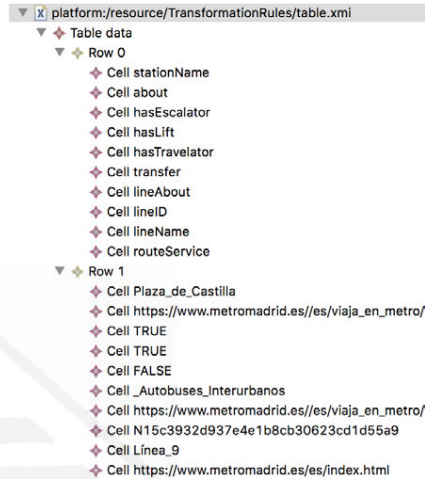 platform:/resource/TransformationRules/table.xmi
Table data
Row 0
Cell stationName
Cell about
Cell hasEscalator
Cell hasLift
Cell hasTravelator
Cell transfer
Cell lineAbout
Cell lineID
Cell lineName
Cell routeService
Row 1
Cell Plaza_de_Castilla
Cell https://www.metromadrid.es//es/viaja_en_metro/
Cell TRUE
Cell TRUE
Cell FALSE
Cell _Autobuses_Interurbanos
Cell https://www.metromadrid.es//es/viaja_en_metro/
Cell N15c3932d937e4e1b8cb30623cd1d55a9
Cell Línea_9
Cell https://www.metromadrid.es/es/index.html